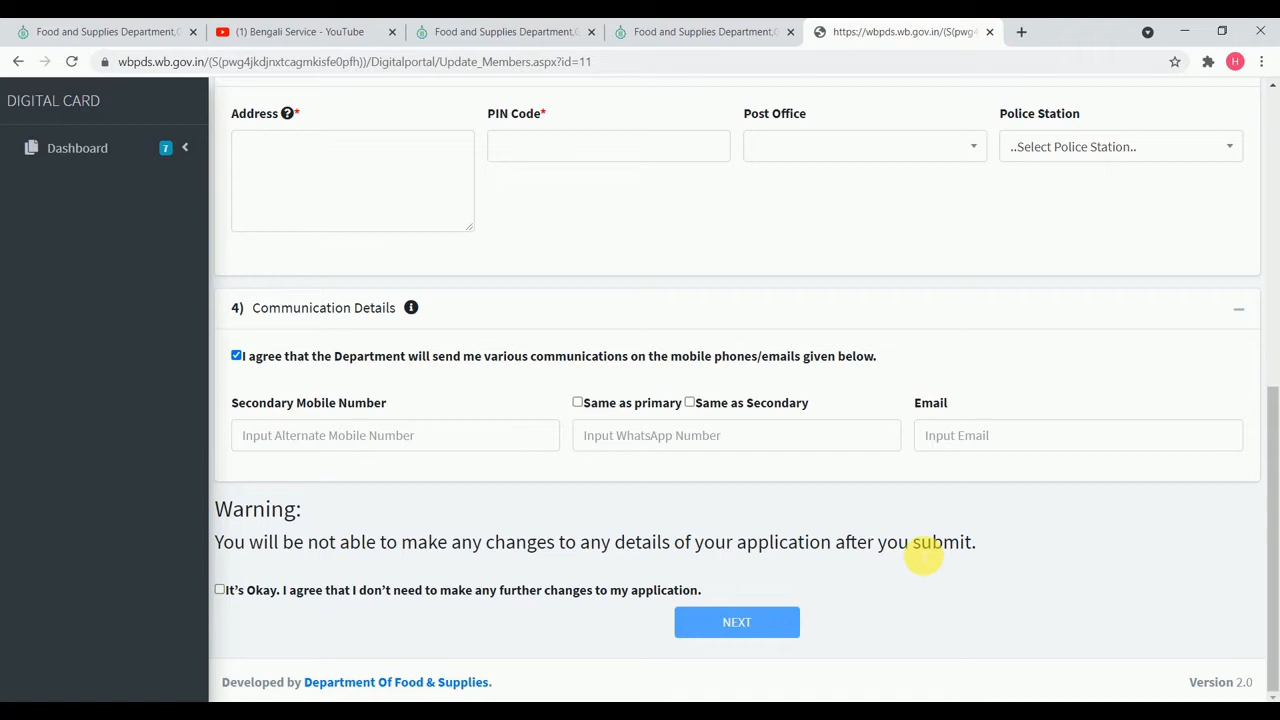 Food and Supplies Department,G
(1) Bengali Service - YouTube
Food and Supplies Department,G
Food and Supplies Department,G
https://wbpds.wb.gov.in/(S(pwg4
H
wbpds.wb.gov.in/(S(pwg4jkdjnxtcagmkisfe0pfh))/Digitalportal/Update_Members.aspx?id=11
DIGITAL CARD
Dashboard
7
Address ?*
PIN Code*
Post Office
Police Station
..Select Police Station..
4) Communication Details
I agree that the Department will send me various communications on the mobile phones/emails given below.
Secondary Mobile Number
Same as primary Same as Secondary
Email
Input Alternate Mobile Number
Input WhatsApp Number
Input Email
Warning:
You will be not able to make any changes to any details of your application after you submit.
It's Okay. I agree that I don't need to make any further changes to my application.
NEXT
Developed by Department Of Food & Supplies.
Version 2.0